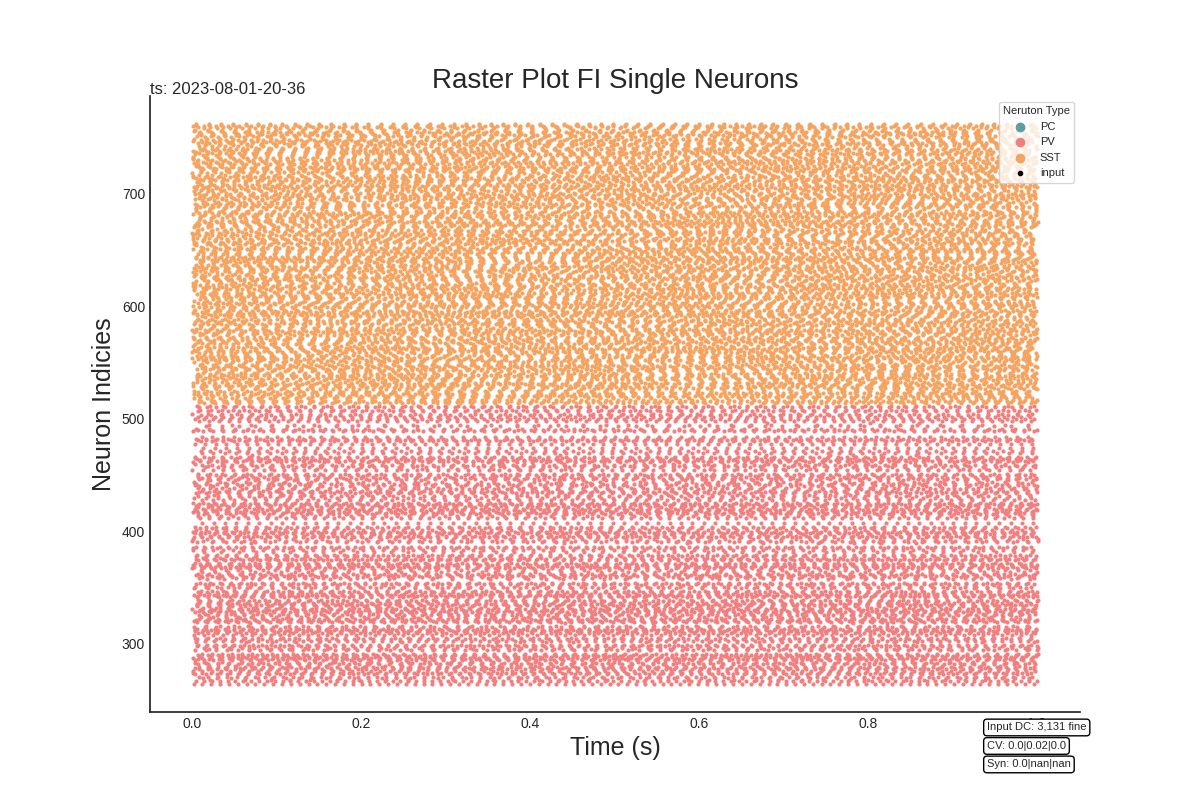 Raster Plot FI Single Neurons
ts: 2023-08-01-20-36
Neruton Type
PC
PV
SST
input
Neuron Indicies
700
600
500
400
300
0.0 0.2 0.4 0.6 0.8
Time (s)
Input DC: 3,131 fine
CV: 0.0|0.02|0.0
Syn: 0.0|nan|nan